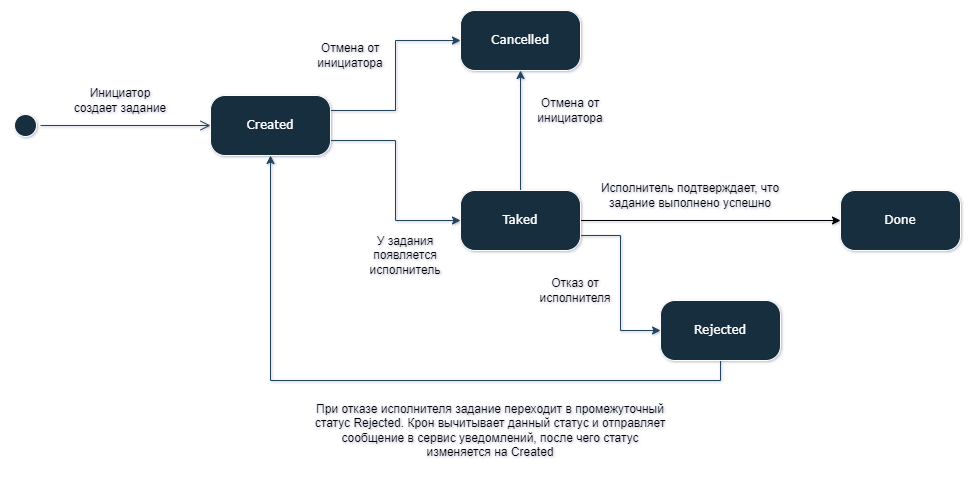 Cancelled
Отмена от
инициатора
Инициатор
создает задание
Created
Отмена от
инициатора
Исполнитель подтверждает, что
задание выполнено успешно
Taked
Done
У задания
появляется
исполнитель
Отказ от
исполнителя
Rejected
При отказе исполнителя задание переходит в промежуточный
статус Rejected. Крон вычитывает данный статус и отправляет
сообщение в сервис уведомлений, после чего статус
изменяется на Created